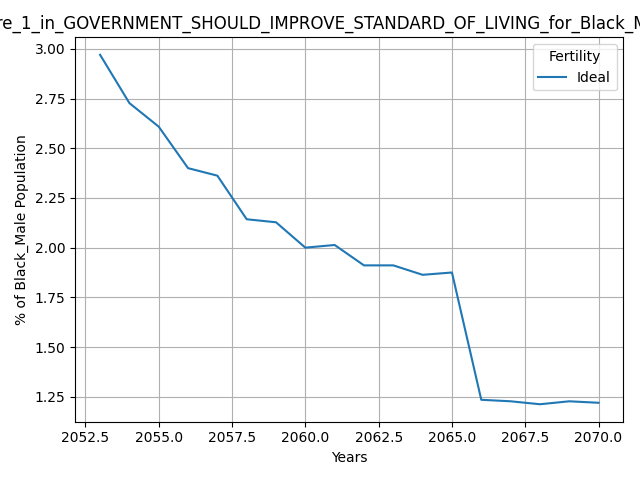 re_1_in_GOVERNMENT_SHOULD_IMPROVE_STANDARD_OF_LIVING_for_Black_M
3.00
2.75
2.50
2.25
2.00
1.75
1.50
1.25
% of Black_Male Population
Fertility
Ideal
2052.5 2055.0 2057.5 2060.0 2062.5 2065.0 2067.5 2070.0
Years